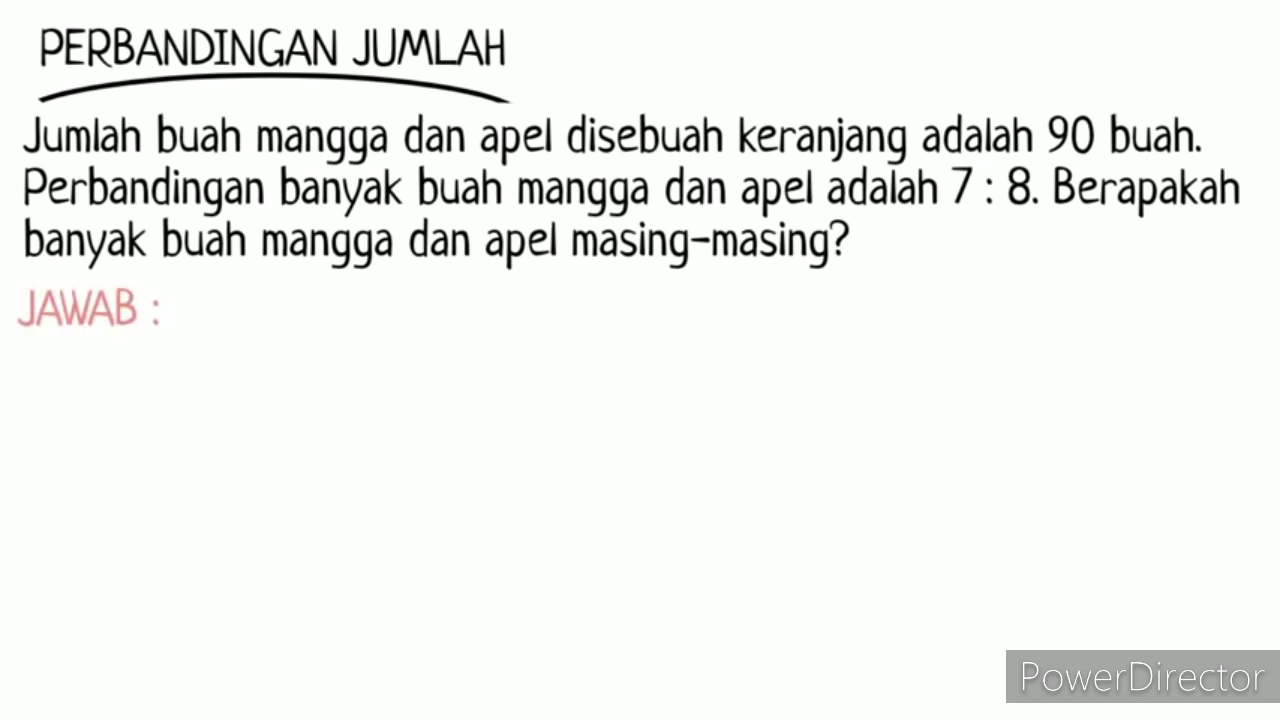 PERBANDINGAN JUMLAH
Jumlah buah mangga dan apel disebuah keranjang adalah 90 buah.
Perbandingan banyak buah mangga dan apel adalah 7 : 8. Berapakah
banyak buah mangga dan apel masing-masing?
JAWAB :
PowerDirector